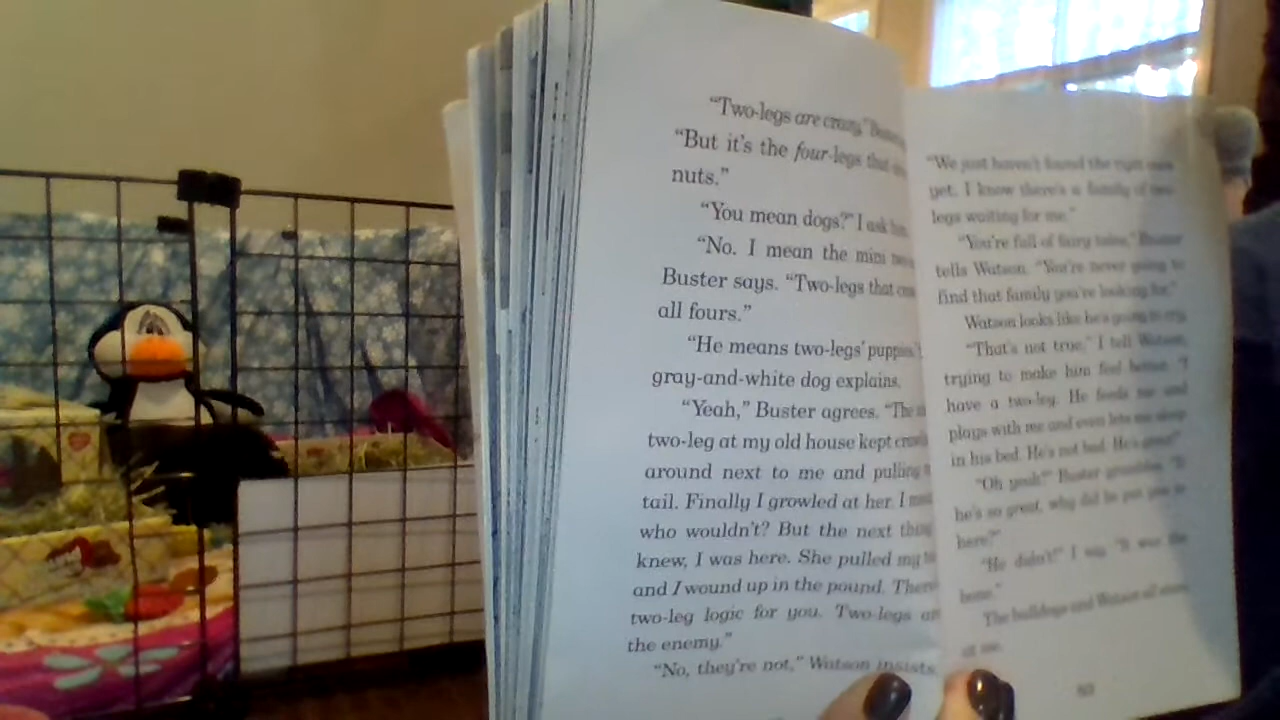 "Two-legs are crazy," Buster
"But it's the four-legs that
nuts."
"You mean dogs?" I ask him.
"No. I mean the mini
Buster says. "Two-legs that
all fours."
"He means two-legs' puppies,"
gray-and-white dog explains.
"Yeah," Buster agrees. "The
two-leg at my old house kept
around next to me and pulling
tail. Finally I growled at her. I
who wouldn't? But the next thing
knew, I was here. She pulled my
and I wound up in the pound. There
two-leg logic for you. Two-legs
the enemy."
"No, they're not," Watson insists.
"We just haven't found the right
yet. I know there's a family of
legs waiting for me."
"You're full of fairy tales," Buster
tells Watson. "You're never going to
find that family you're looking for."
Watson looks like he's going to cry.
"That's not true," I tell Watson,
trying to make him feel better. "I
have a two-leg. He feeds me and
plays with me and even lets me sleep
in his bed. He's not bad. He's great!"
"Oh yeah?" Buster grumbles. "If
he's so great, why did he put you in
here?"
"He didn't!" I say. "It was the
bone."
The bulldogs and Watson all
at me.